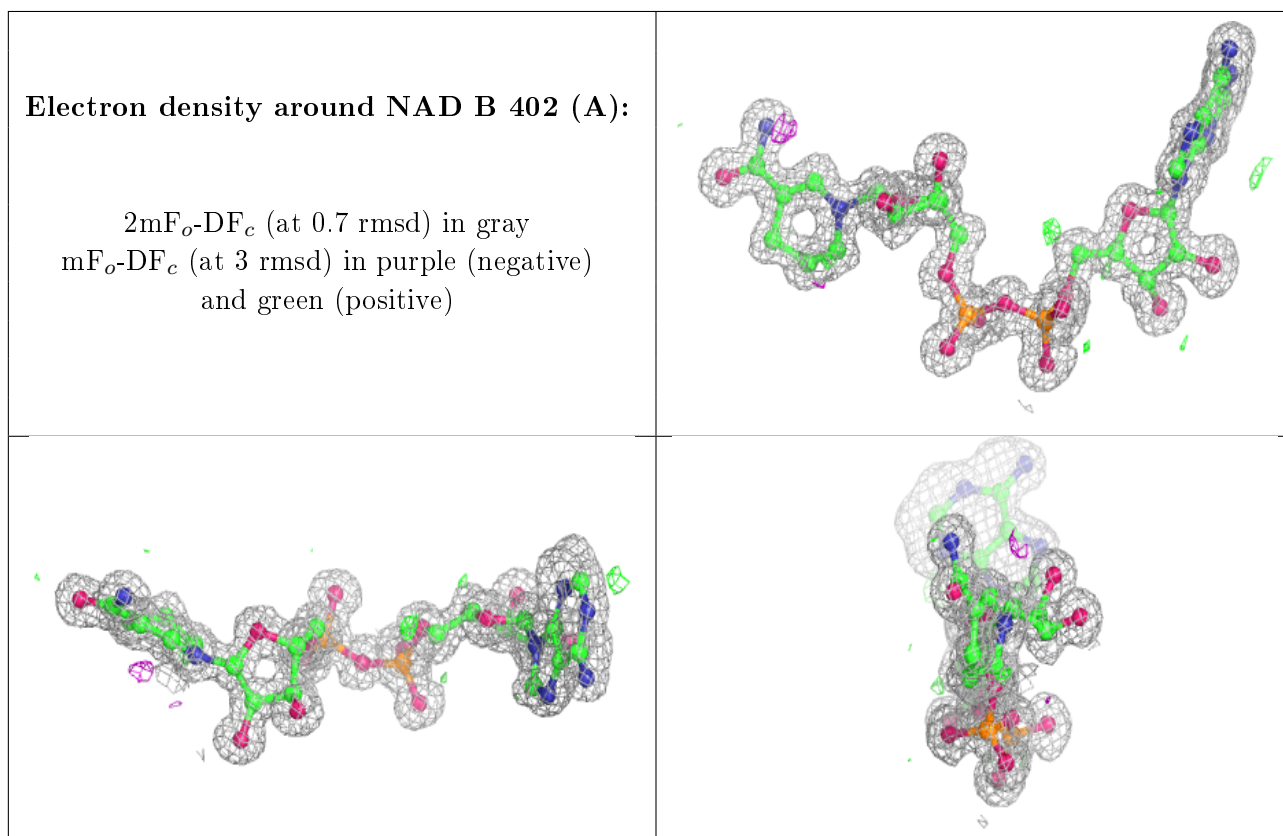 Electron density around NAD B 402 (A):
2mFo-DFc (at 0.7 rmsd) in gray
mFo-DFc (at 3 rmsd) in purple (negative)
and green (positive)